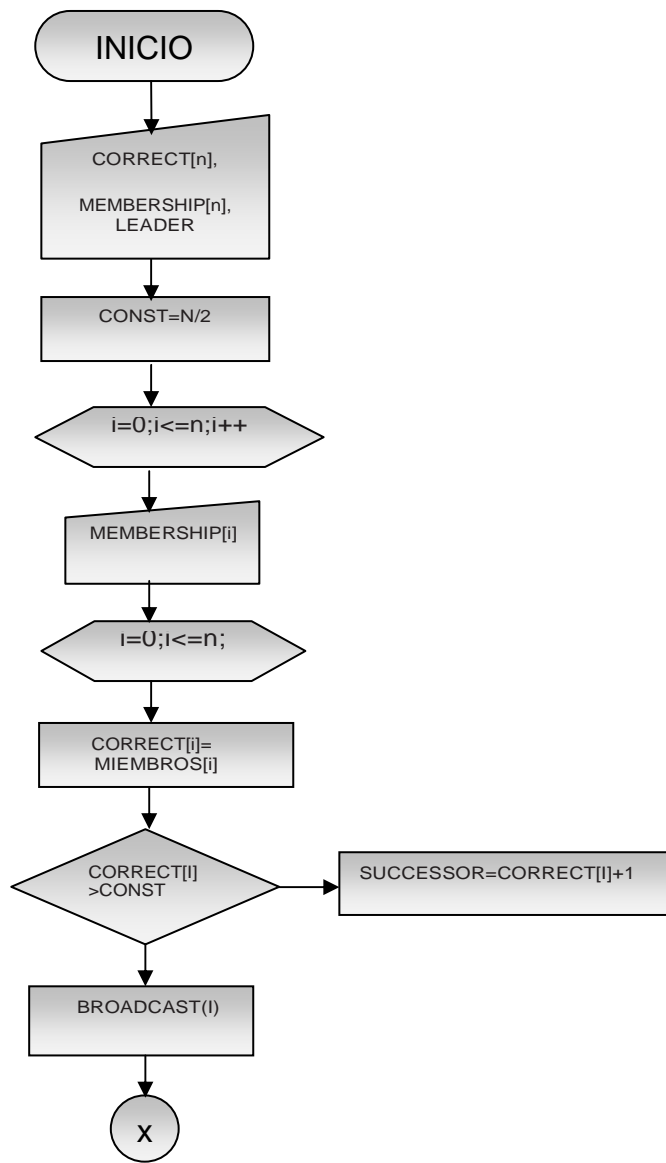 INICIO
CORRECT[n],
MEMBERSHIP[n],
LEADER
CONST=N/2
i=0;i<=n;i++
MEMBERSHIP[i]
i=0;i<=n;
CORRECT[i]=
MIEMBROS[i]
CORRECT[I]
>CONST
SUCCESSOR=CORRECT[I]+1
BROADCAST(I)
x